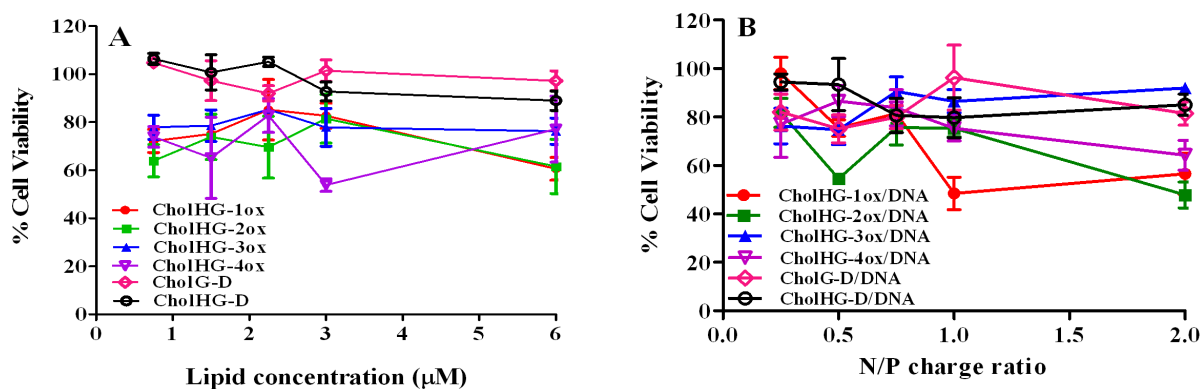 A
% Cell Viability
120
100
80
60
40
20
0
CholHG-1ox
CholHG-2ox
CholHG-3ox
CholHG-4ox
CholG-D
CholHG-D
0 1 2 3 4 5 6
Lipid concentration (μM)
B
% Cell Viability
120
100
80
60
40
20
0
CholHG-1ox/DNA
CholHG-2ox/DNA
CholHG-3ox/DNA
CholHG-4ox/DNA
CholG-D/DNA
CholHG-D/DNA
0.0 0.5 1.0 1.5 2.0
N/P charge ratio